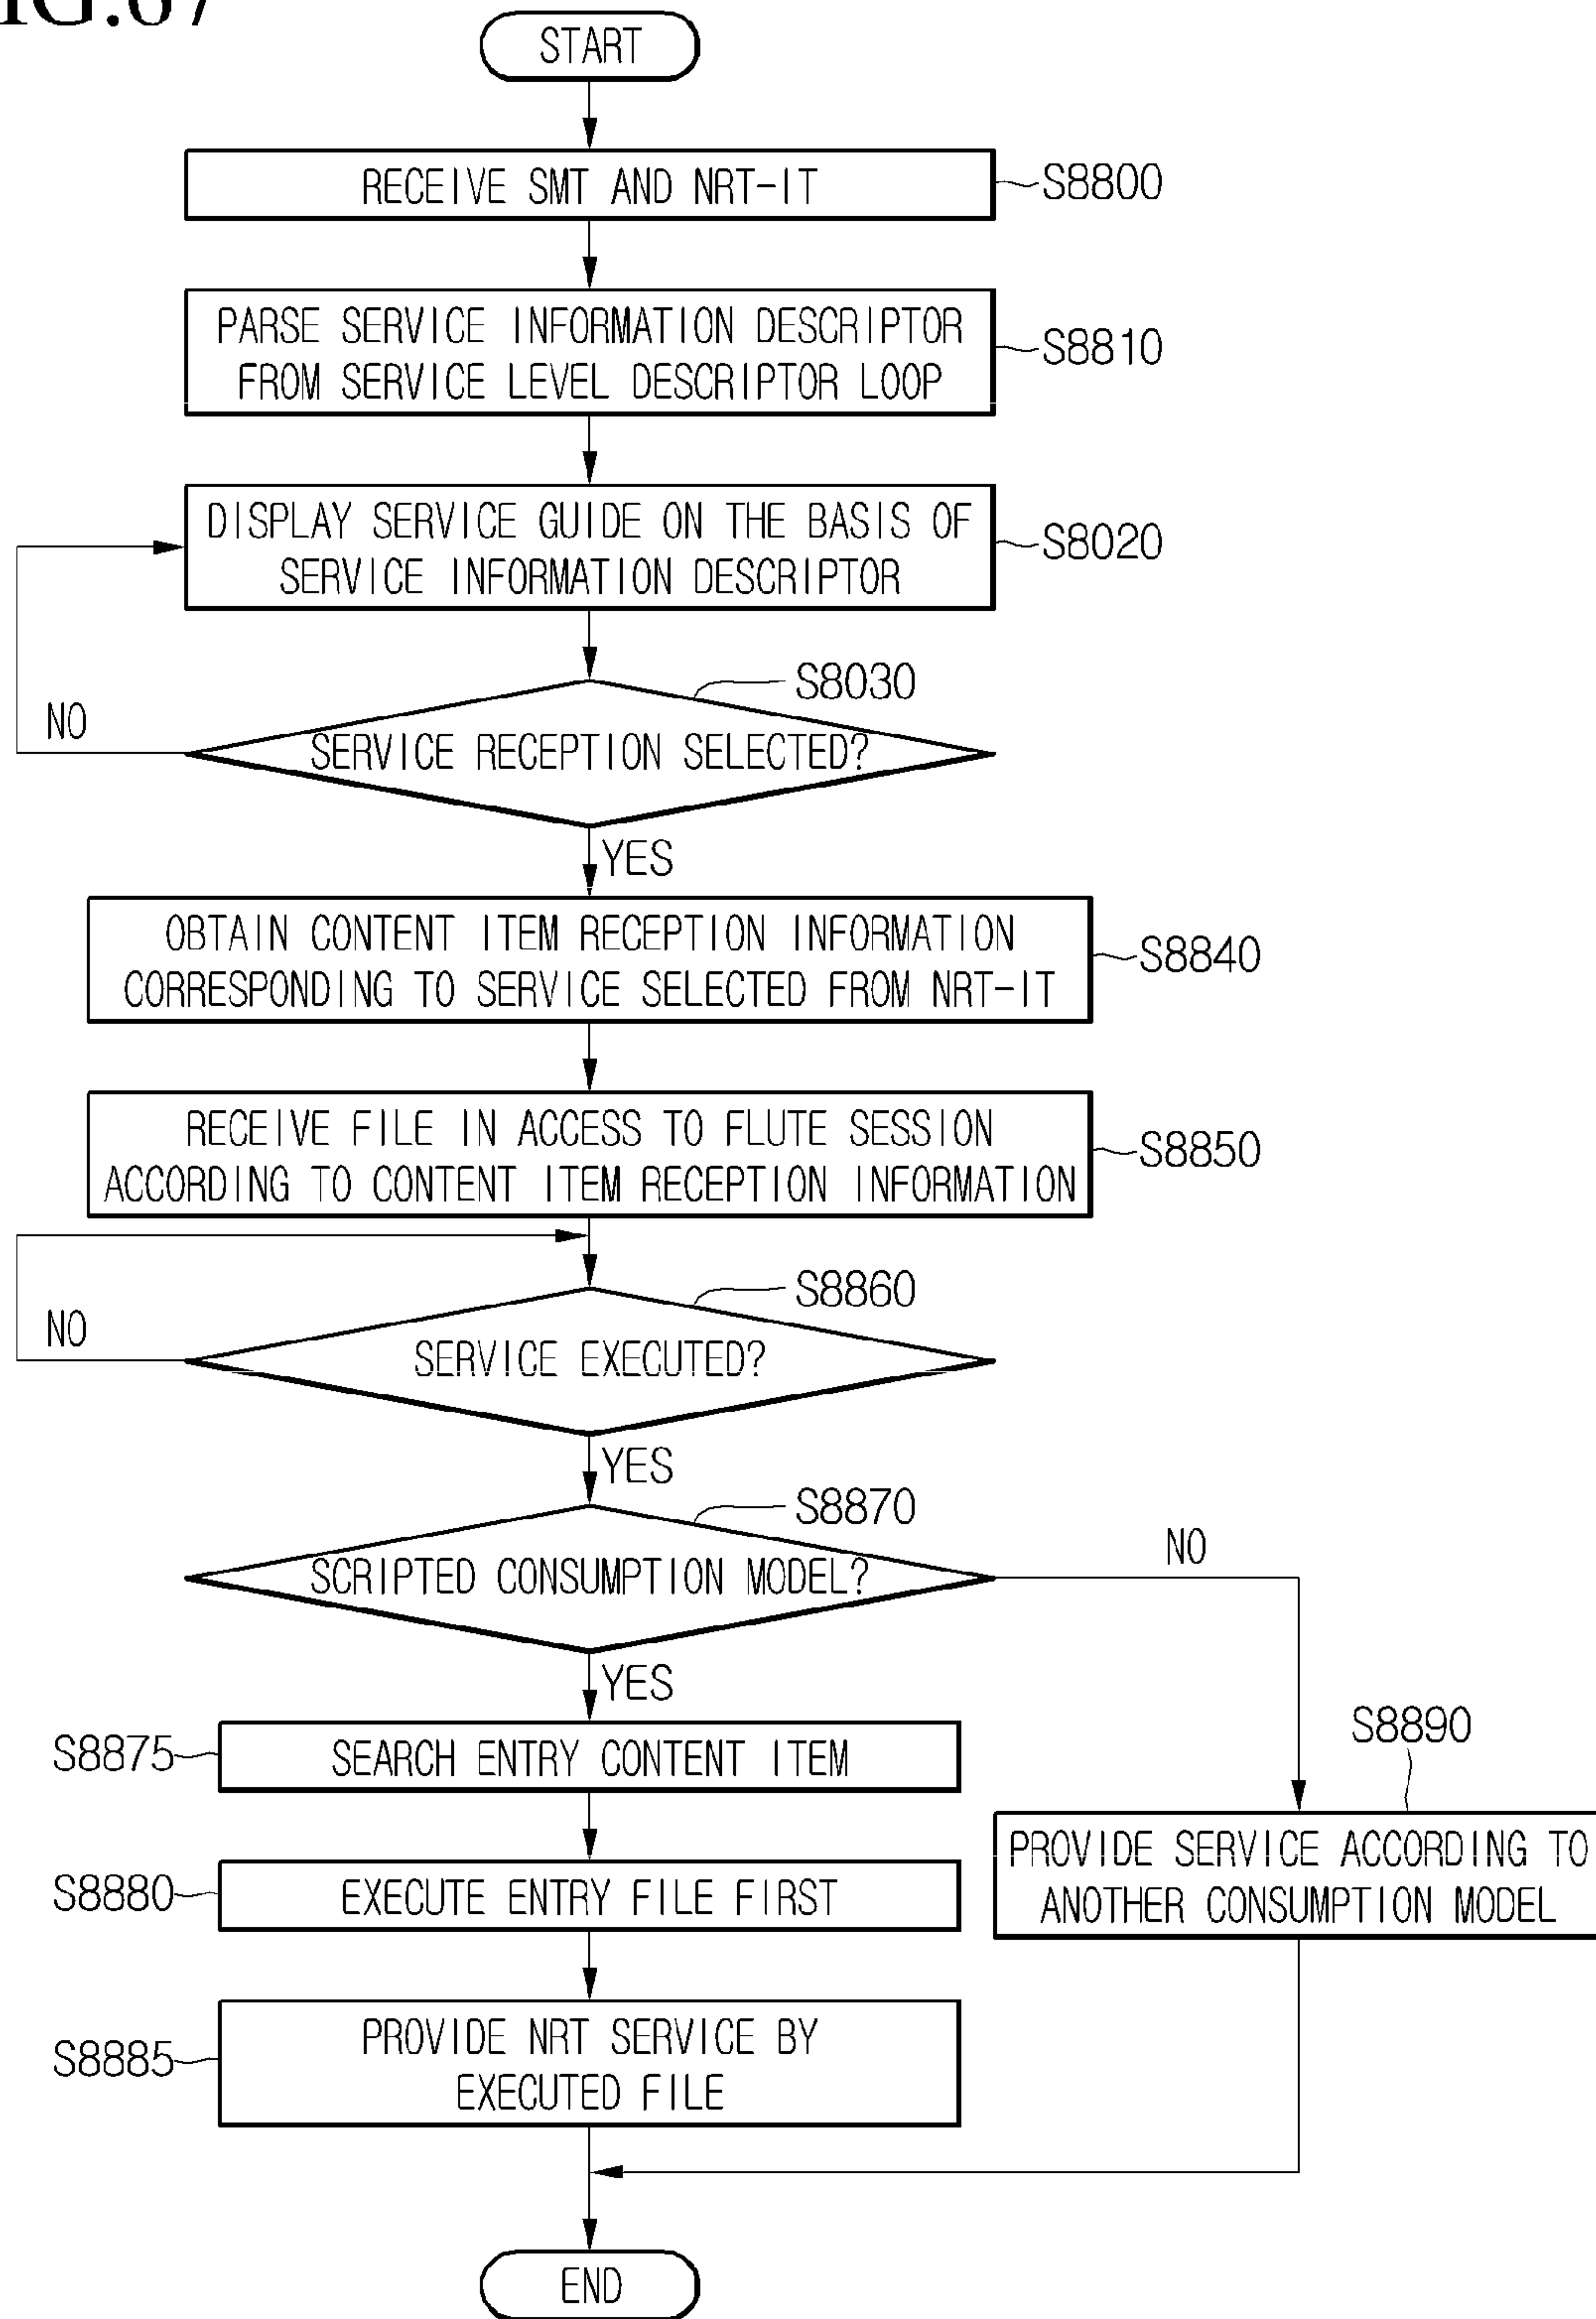 FIG.67
START
RECEIVE SMT AND NRT-IT
S8800
PARSE SERVICE INFORMATION DESCRIPTOR
FROM SERVICE LEVEL DESCRIPTOR LOOP
S8810
DISPLAY SERVICE GUIDE ON THE BASIS OF
SERVICE INFORMATION DESCRIPTOR
S8020
S8030
SERVICE RECEPTION SELECTED?
NO
YES
OBTAIN CONTENT ITEM RECEPTION INFORMATION
CORRESPONDING TO SERVICE SELECTED FROM NRT-IT
S8840
RECEIVE FILE IN ACCESS TO FLUTE SESSION
ACCORDING TO CONTENT ITEM RECEPTION INFORMATION
S8850
S8860
SERVICE EXECUTED?
NO
YES
S8870
SCRIPTED CONSUMPTION MODEL?
NO
YES
S8875
SEARCH ENTRY CONTENT ITEM
S8890
PROVIDE SERVICE ACCORDING TO
ANOTHER CONSUMPTION MODEL
S8880
EXECUTE ENTRY FILE FIRST
S8885
PROVIDE NRT SERVICE BY
EXECUTED FILE
END